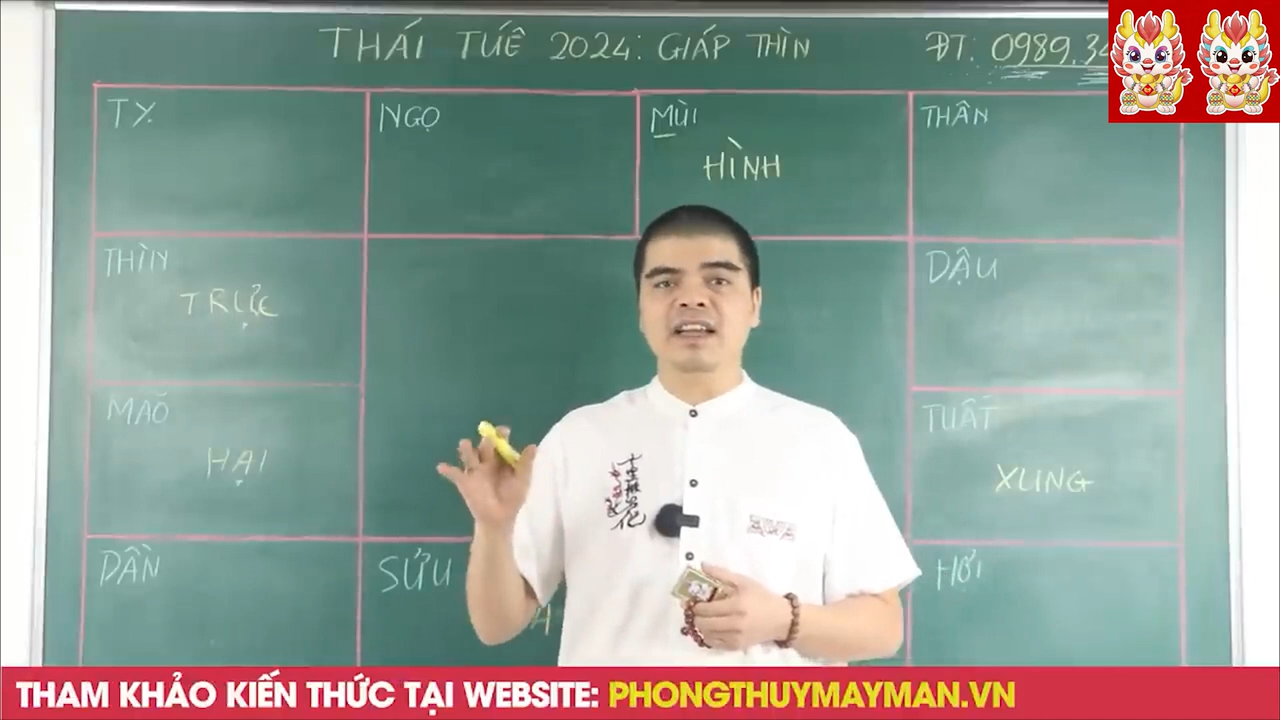 THÁI TUẾ 2024: GIÁP THÌN
ĐT: 0989.34
TỴ
NGỌ
MÙI
THÂN
HÌNH
THÌN
DẬU
TRỰC
MÃO
TUẤT
HẠI
XUNG
DẦN
SỬU
HỢI
THAM KHẢO KIẾN THỨC TẠI WEBSITE: PHONGTHUYMAYMAN.VN